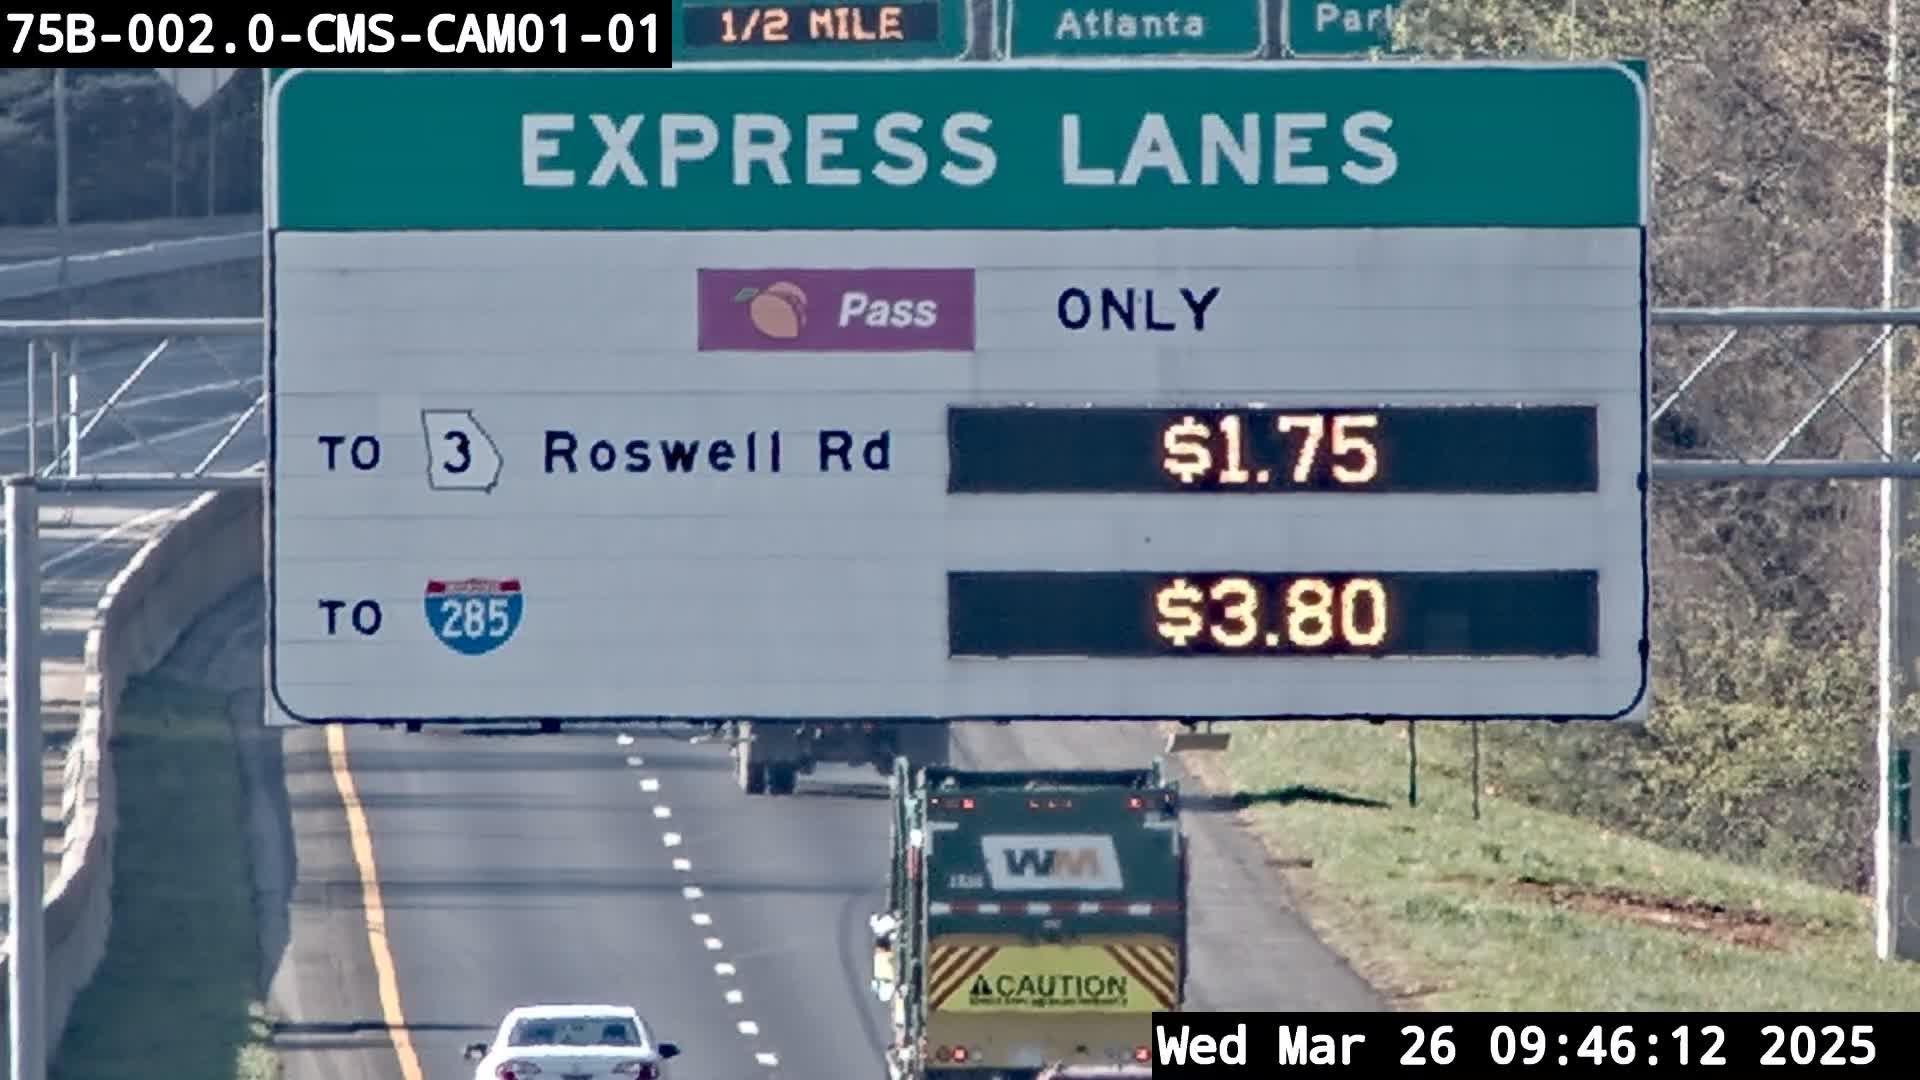 75B-002.0-CMS-CAM01-01
1/2 MILE
Atlanta
EXPRESS LANES
Pass ONLY
TO 3 Roswell Rd $1.75
TO 285 $3.80
WM
CAUTION
Wed Mar 26 09:46:12 2025